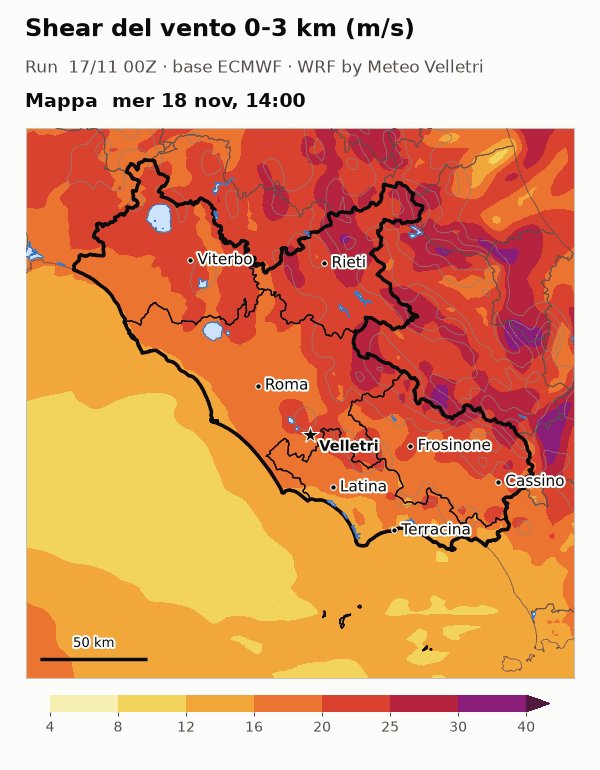 Shear del vento 0-3 km (m/s)
Run  17/11 00Z · base ECMWF · WRF by Meteo Velletri
Mappa  mer 18 nov, 14:00
Viterbo
Rieti
Roma
Velletri
Frosinone
Cassino
Latina
Terracina
50 km
4 8 12 16 20 25 30 40